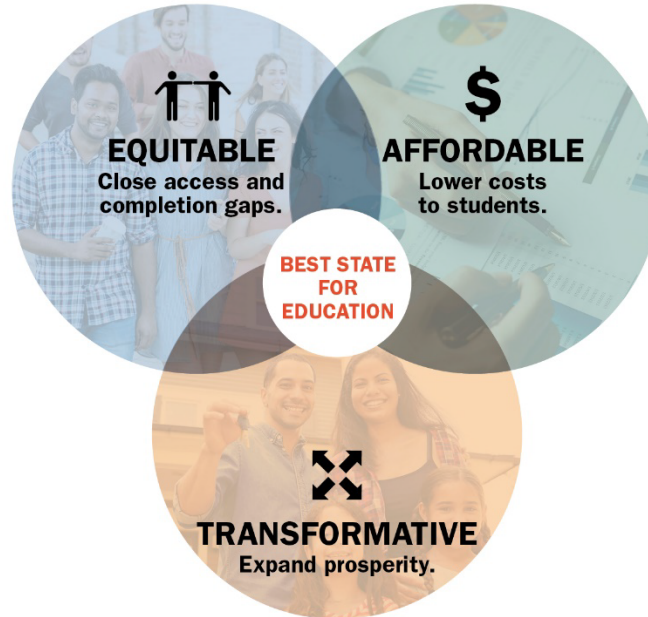 EQUITABLE
Close access and
completion gaps.
$
AFFORDABLE
Lower costs
to students.
BEST STATE
FOR
EDUCATION
TRANSFORMATIVE
Expand prosperity.